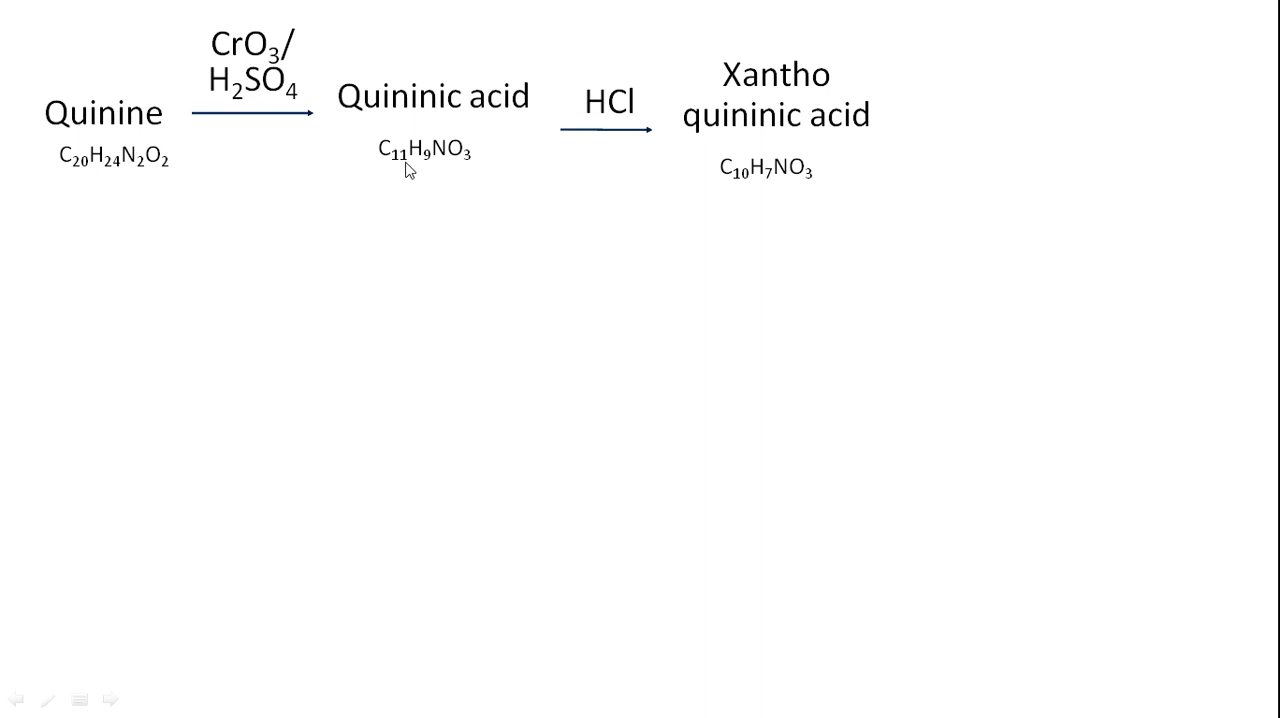 CrO₃/
H₂SO₄
Quinine
C₂₀H₂₄N₂O₂
Quininic acid
C₁₁H₉NO₃
HCl
Xantho
quininic acid
C₁₀H₇NO₃